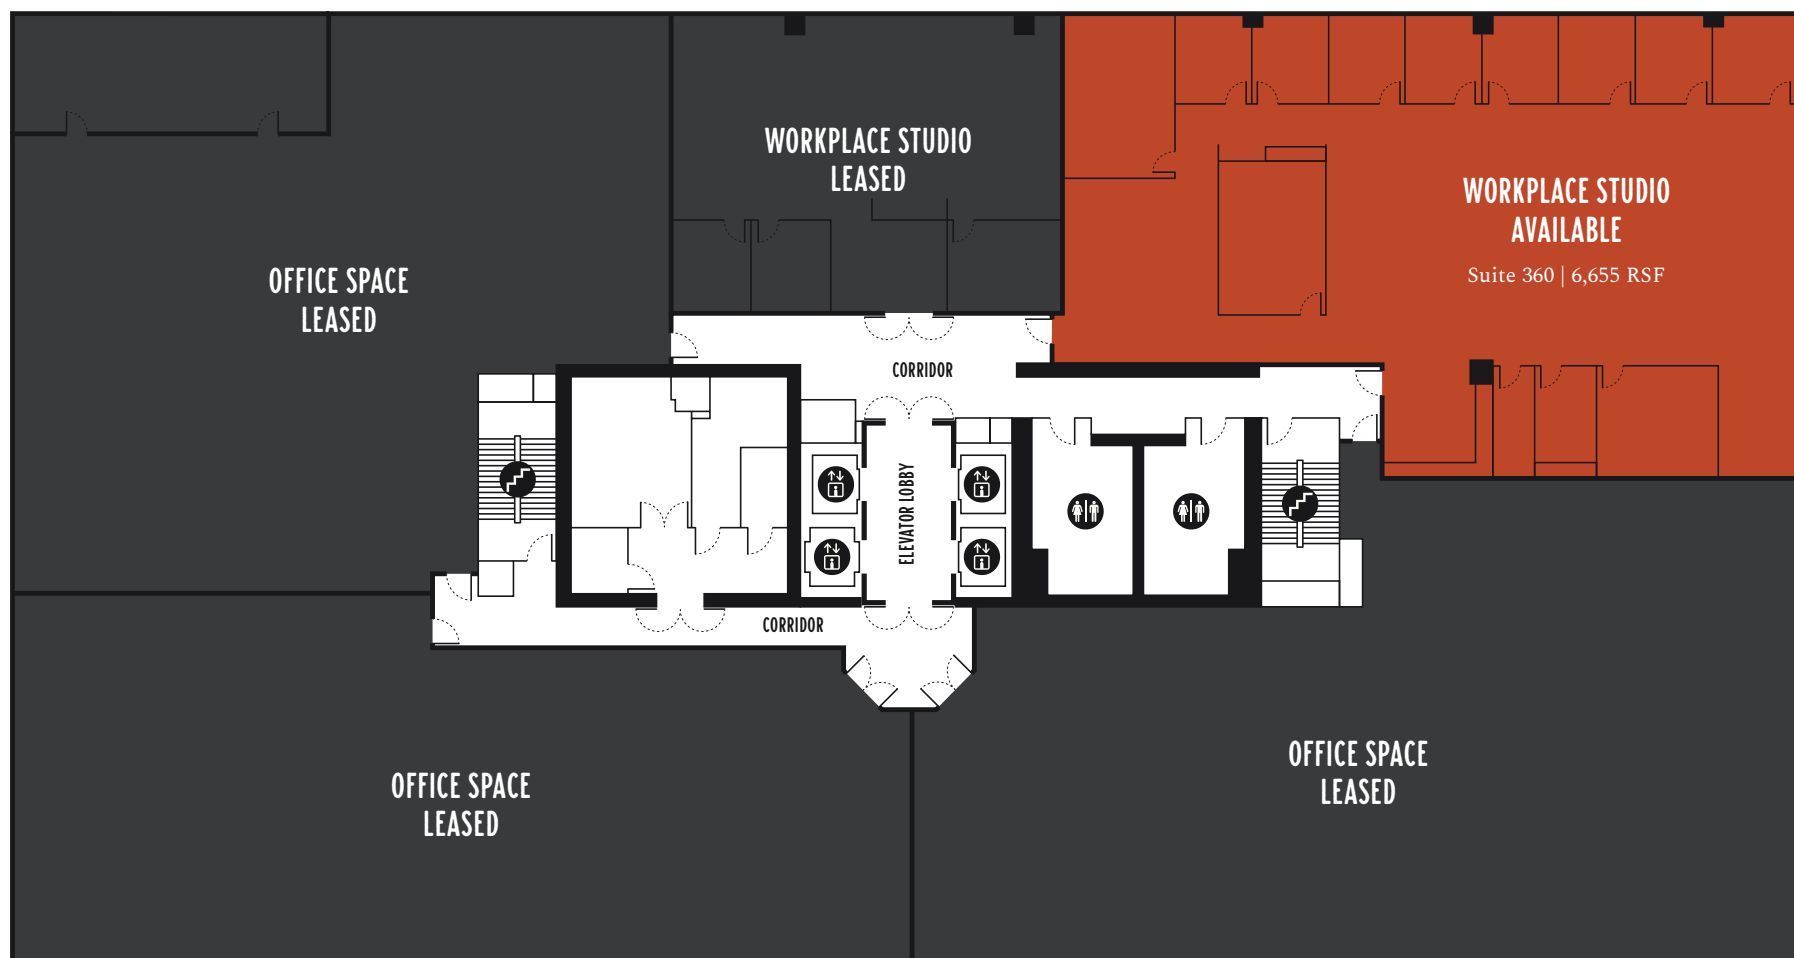 WORKPLACE STUDIO
LEASED
WORKPLACE STUDIO
AVAILABLE
Suite 360 | 6,655 RSF
OFFICE SPACE
LEASED
CORRIDOR
ELEVATOR LOBBY
CORRIDOR
OFFICE SPACE
LEASED
OFFICE SPACE
LEASED